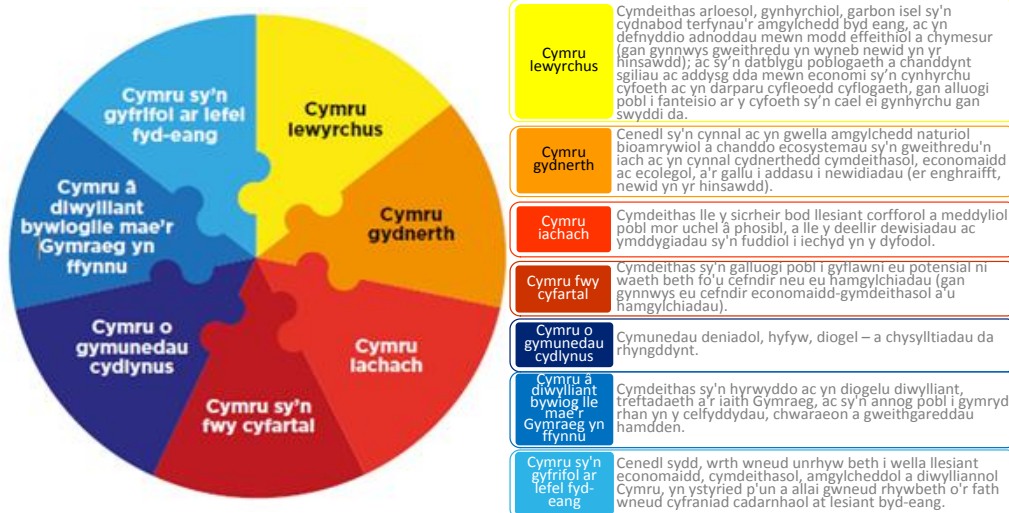 Cymru sy'n
gyfrifol ar lefel
fyd-eang
Cymru
lewyrchus
Cymru â
diwylliant
bywloglle mae'r
Gymraeg yn
ffynnu
Cymru
gydnerth
Cymru o
gymunedau
cydlynus
Cymru
Iachach
Cymru sy'n
fwy cyfartal
Cymru
lewyrchus
Cymdeithas arloesol, gynhyrchiol, garbon isel sy'n
cydnabod terfynau'r amgylchedd byd eang, ac yn
defnyddio adnoddau mewn modd effeithiol a chymesur
(gan gynnwys gweithredu yn wyneb newid yn yr
hinsawdd); ac sy'n datblygu poblogaeth a chanddynt
sgiliau ac addysg dda mewn economi sy'n cynhyrchu
cyfoeth ac yn darparu cyfleoedd cyflogaeth, gan alluogi
pobl i fanteisio ar y cyfoeth sy'n cael ei gynhyrchu gan
swyddi da.
Cymru
gydnerth
Cenedl sy'n cynnal ac yn gwella amgylchedd naturiol
bioamrywiol a chanddo ecosystemau sy'n gweithredu'n
iach ac yn cynnal cydnerthedd cymdeithasol, economaidd
ac ecolegol, a'r gallu i addasu i newidiadau (er enghraifft,
newid yn yr hinsawdd).
Cymru
iachach
Cymdeithas lle y sicrheir bod llesiant corfforol a meddyliol
pobl mor uchel â phosibl, a lle y deellir dewisiadau ac
ymddygiadau sy'n fuddiol i iechyd yn y dyfodol.
Cymru fwy
cyfartal
Cymdeithas sy'n galluogi pobl i gyflawni eu potensial ni
waeth beth fo'u cefndir neu eu hamgylchiadau (gan
gynnwys eu cefndir economaidd-gymdeithasol a'u
hamgylchiadau).
Cymru o
gymunedau
cydlynus
Cymunedau deniadol, hyfyw, diogel – a chysylltiadau da
rhyngddynt.
Cymru â
diwylliant
bywiog lle
mae'r
Gymraeg yn
ffynnu
Cymdeithas sy'n hyrwyddo ac yn diogelu diwylliant,
treftadaeth a'r iaith Gymraeg, ac sy'n annog pobl i gymryd
rhan yn y celfyddydau, chwaraeon a gweithgareddau
hamdden.
Cymru sy'n
gyfrifol ar
lefel fyd-
eang
Cenedl sydd, wrth wneud unrhyw beth i wella llesiant
economaidd, cymdeithasol, amgylcheddol a diwylliannol
Cymru, yn ystyried p'un a allai gwneud rhywbeth o'r fath
wneud cyfraniad cadarnhaol at lesiant byd-eang.